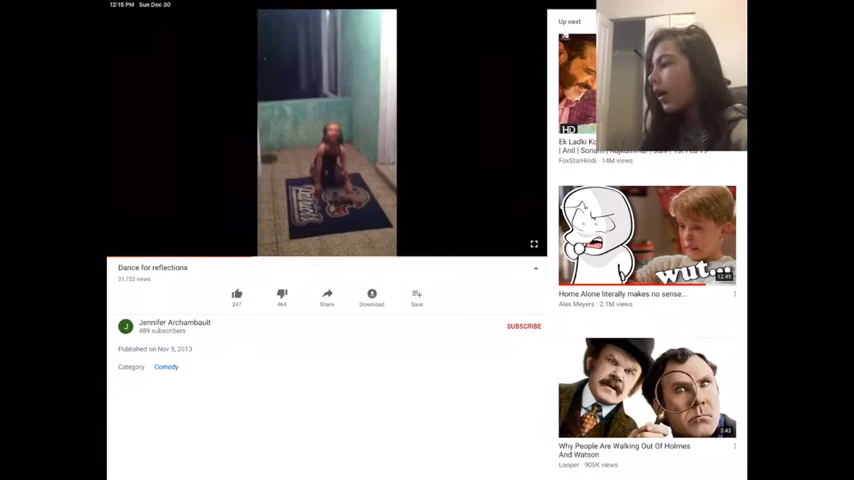 12:15 PM Sun Dec 30
Up next
HD
Ek Ladki Ko
| Anil | Sonam
FoxStarHindi • 14M views
wut...
12:45
Home Alone literally makes no sense...
Alex Meyers • 2.1M views
3:43
Why People Are Walking Out Of Holmes
And Watson
Looper • 905K views
Dance for reflections
21,753 views
247
464
Share
Download
Save
J
Jennifer Archambault
489 subscribers
SUBSCRIBE
Published on Nov 5, 2013
Category
Comedy